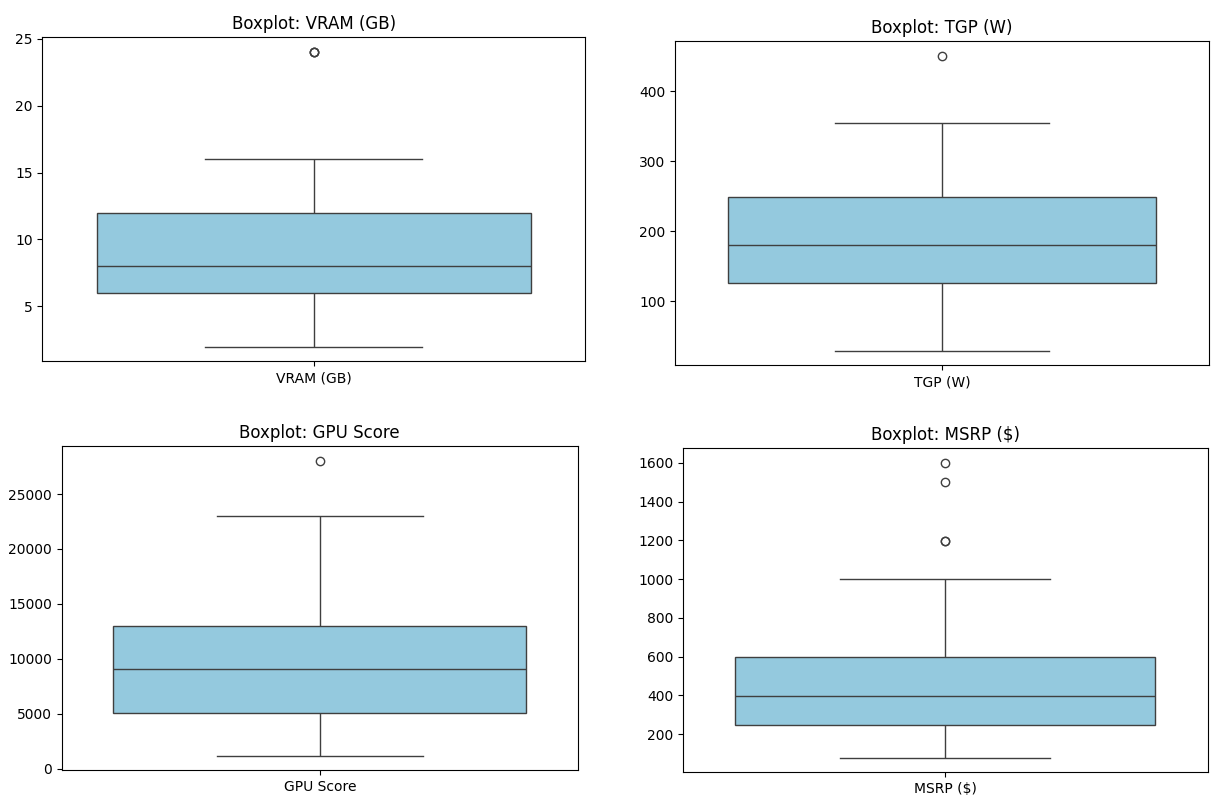 Boxplot: VRAM (GB)
25
20
15
10
5
VRAM (GB)
Boxplot: TGP (W)
400
300
200
100
TGP (W)
Boxplot: GPU Score
25000
20000
15000
10000
5000
0
GPU Score
Boxplot: MSRP ($)
1600
1400
1200
1000
800
600
400
200
MSRP ($)